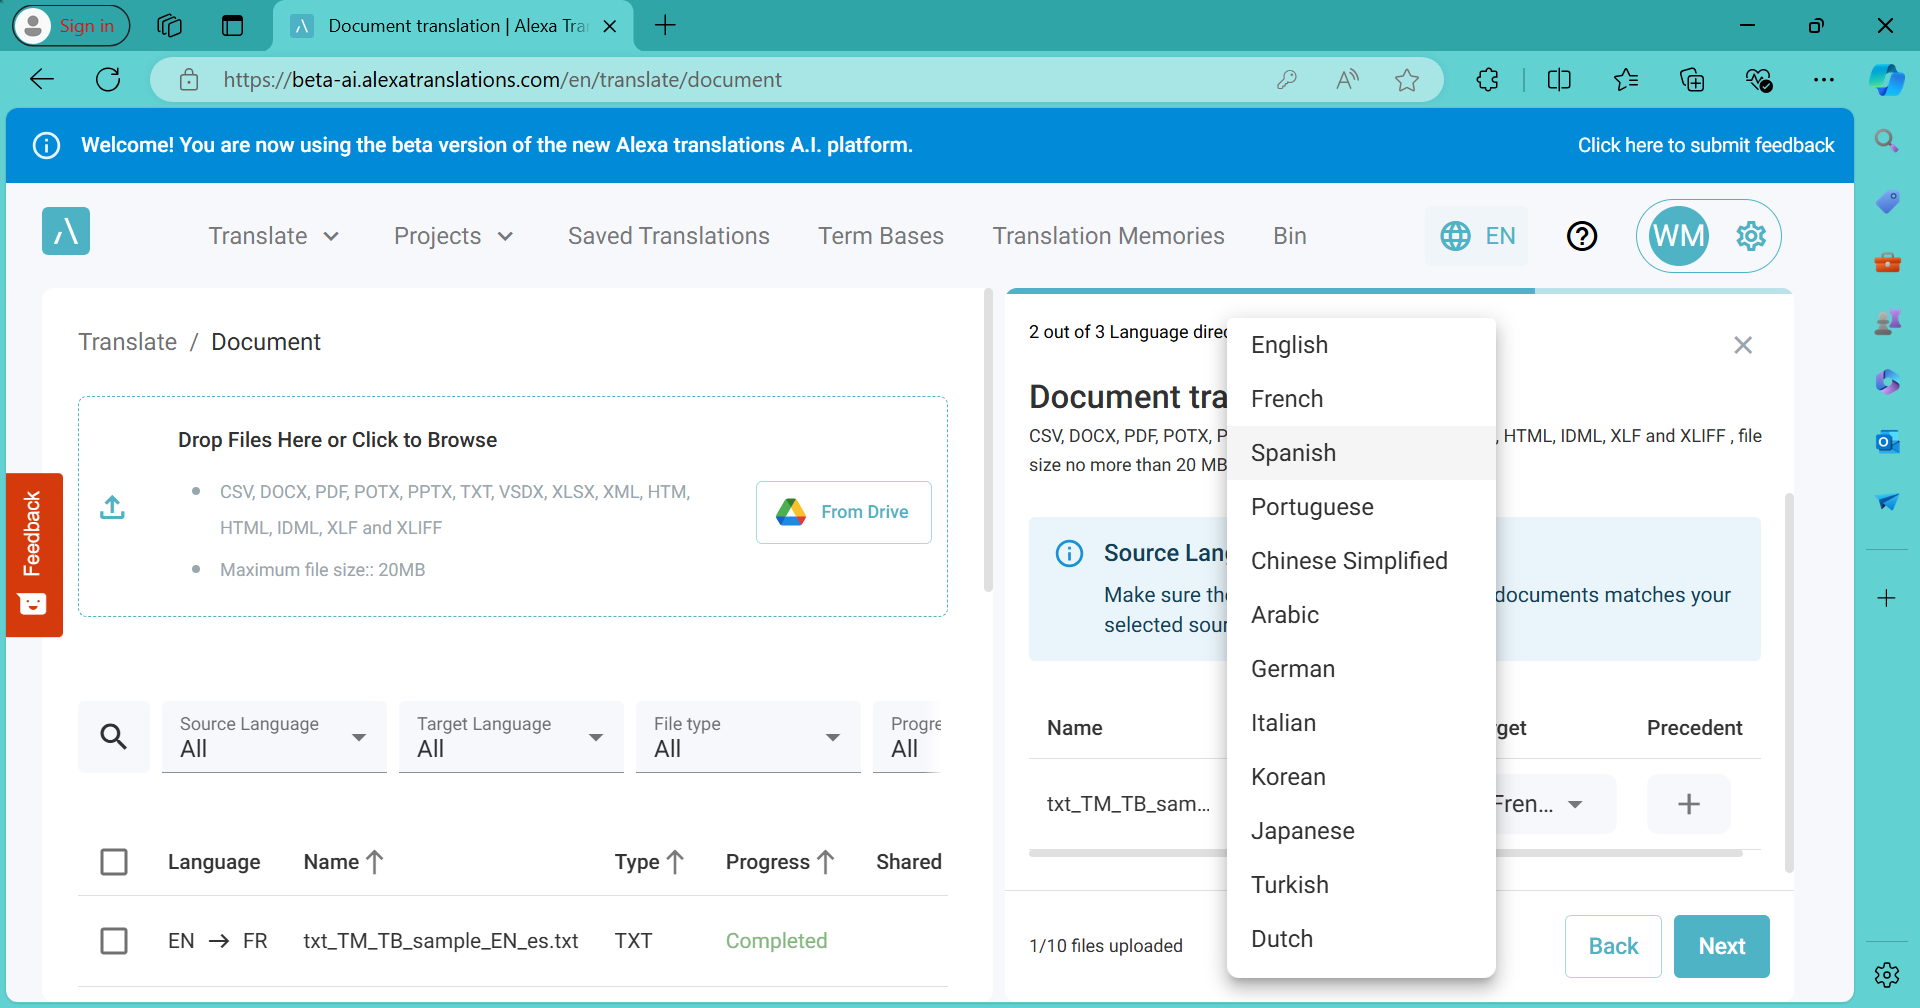 Sign in
Document translation | Alexa Tra
https://beta-ai.alexatranslations.com/en/translate/document
Welcome! You are now using the beta version of the new Alexa translations A.I. platform.
Click here to submit feedback
Translate
Projects
Saved Translations
Term Bases
Translation Memories
Bin
EN
WM
Translate / Document
Drop Files Here or Click to Browse
CSV, DOCX, PDF, POTX, PPTX, TXT, VSDX, XLSX, XML, HTM,
HTML, IDML, XLF and XLIFF
Maximum file size:: 20MB
From Drive
Feedback
Source Language
All
Target Language
All
File type
All
Progre
All
Language
Name
Type
Progress
Shared
EN → FR
txt_TM_TB_sample_EN_es.txt
TXT
Completed
2 out of 3 Language direc
Document tra
CSV, DOCX, PDF, POTX, P
, HTML, IDML, XLF and XLIFF , file
size no more than 20 MB
Source Lan
Make sure the
documents matches your
selected sour
Name
get
Precedent
txt_TM_TB_sam...
Fren...
1/10 files uploaded
Back
Next
English
French
Spanish
Portuguese
Chinese Simplified
Arabic
German
Italian
Korean
Japanese
Turkish
Dutch